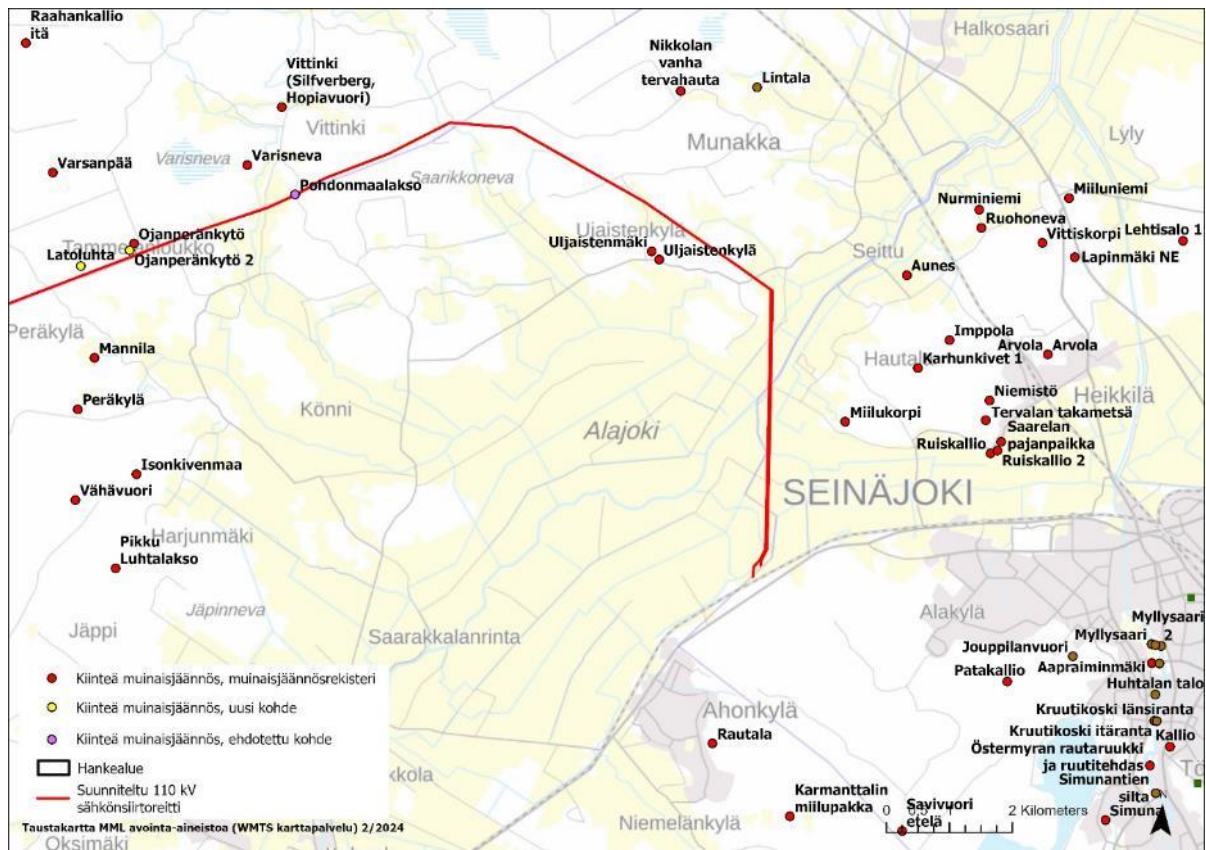 Raahankallio
itä
Halkosaari
Vittinki
(Silfverberg,
Hopiavuori)
Nikkolan
vanha
tervahauta
Lintala
Vittinki
Munakka
Lyly
Varsanpää
Varisneva
Varisneva
Saarikkoneva
Pohdonmaalakso
Miiluniemi
Nurminiemi
Ruohoneva
Vittiskorpi
Lehtisalo 1
Lapinmäki NE
Ojanperänkytö
Ujaistenkylä
Uljaistenmäki
Uljaistenkylä
Seittu
Latoluhta
Ojanperänkytö 2
Aunes
Peräkylä
Mannila
Imppola
Arvola
Arvola
Karhunkivet 1
Heikkilä
Peräkylä
Könni
Alajoki
Niemistö
Miilukorpi
Tervalan takametsä
Saarelan
pajanpaikka
Ruiskallio
Ruiskallio 2
Isonkivenmaa
Vähävuori
SEINÄJOKI
Harjunmäki
Pikku
Luhtalakso
Jäpinneva
Jäppi
Saarakkalanrinta
Alakylä
Myllysaari
2
Myllysaari
Jouppilanvuori
Aapraiminmäki
Patakallio
Huhtalan talo
Kruutikoski länsiranta
Kruutikoski itäranta
Kallio
Östermyran rautaruukki
ja ruutitehdas
Simunantien
silta
Simuna
Ahonkylä
Rautala
Karmanttalin
miilupakka
Savivuori
etelä
Niemelänkylä
Kiinteä muinaisjäännös, muinaisjäännösrekisteri
Kiinteä muinaisjäännös, uusi kohde
Kiinteä muinaisjäännös, ehdotettu kohde
Hankealue
Suunniteltu 110 kV
sähkönsiirtoreitti
Taustakartta MML avointa-aineistoa (WMTS karttapalvelu) 2/2024
Oksimäki
0
2 Kilometers
N